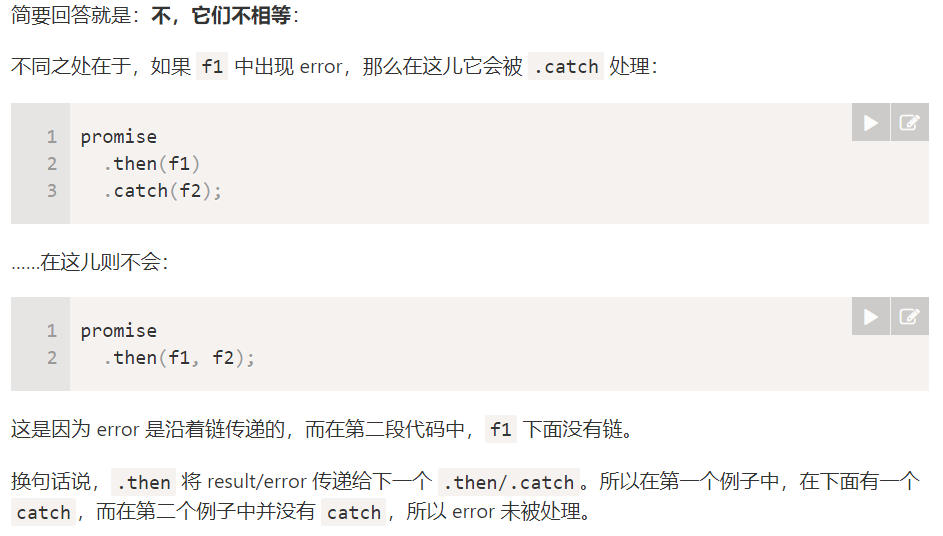 简要回答就是：不，它们不相等：
不同之处在于，如果 f1 中出现 error，那么在这儿它会被 .catch 处理：
1 promise
2   .then(f1)
3   .catch(f2);
……在这儿则不会：
1 promise
2   .then(f1, f2);
这是因为 error 是沿着链传递的，而在第二段代码中，f1 下面没有链。
换句话说，.then 将 result/error 传递给下一个 .then/.catch。所以在第一个例子中，在下面有一个
catch，而在第二个例子中并没有 catch，所以 error 未被处理。